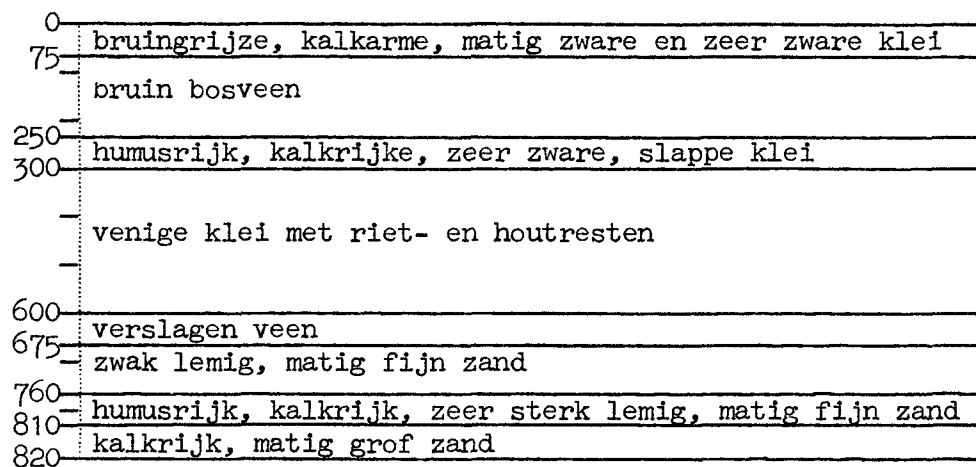 0
bruingrijze, kalkarme, matig zware en zeer zware klei
75
bruin bosveen
250
humusrijk, kalkrijke, zeer zware, slappe klei
300
venige klei met riet- en houtresten
600
verslagen veen
675
zwak lemig, matig fijn zand
760
humusrijk, kalkrijk, zeer sterk lemig, matig fijn zand
810
kalkrijk, matig grof zand
820